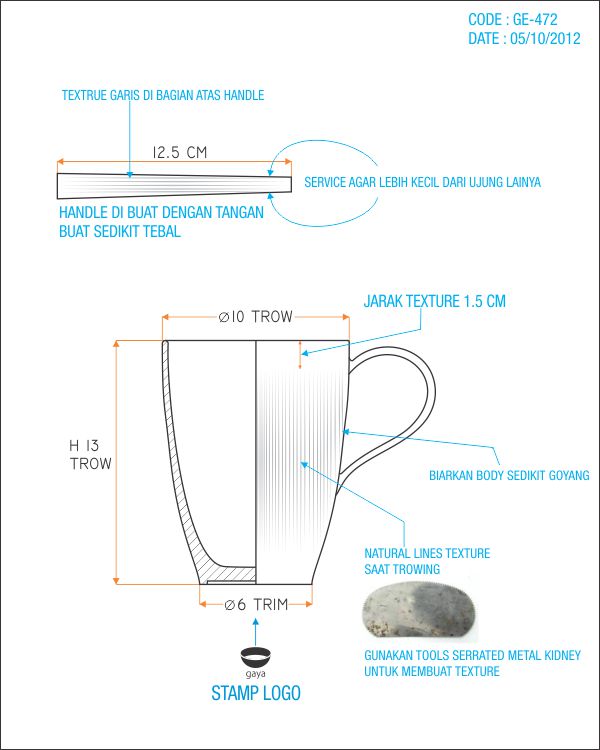 CODE : GE-472
DATE : 05/10/2012
TEXTRUE GARIS DI BAGIAN ATAS HANDLE
12.5 CM
SERVICE AGAR LEBIH KECIL DARI UJUNG LAINYA
HANDLE DI BUAT DENGAN TANGAN
BUAT SEDIKIT TEBAL
JARAK TEXTURE 1.5 CM
⌀10 TROW
H 13
TROW
BIARKAN BODY SEDIKIT GOYANG
NATURAL LINES TEXTURE
SAAT TROWING
⌀6 TRIM
GUNAKAN TOOLS SERRATED METAL KIDNEY
UNTUK MEMBUAT TEXTURE
gaya
STAMP LOGO